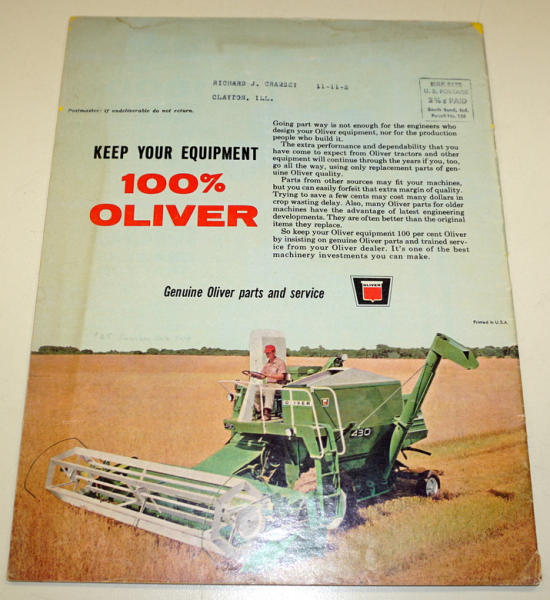 RICHARD J. 11-11-2
CLAYTON, ILL.
BULK RATE
U. S. POSTAGE
PAID
South Bend, Ind.
Permit No.
Postmaster: if undeliverable do not return.
KEEP YOUR EQUIPMENT
100%
OLIVER
Going part way is not enough for the engineers who
design your Oliver equipment, nor for the production
people who build it.
The extra performance and dependability that you
have come to expect from Oliver tractors and other
equipment will continue through the years if you, too,
go all the way, using only replacement parts of gen-
uine Oliver quality.
Parts from other sources may fit your machines,
but you can easily forfeit that extra margin of quality.
Trying to save a few cents may cost many dollars in
crop wasting delay. Also, many Oliver parts for older
machines have the advantage of latest engineering
developments. They are often better than the original
items they replace.
So keep your Oliver equipment 100 per cent Oliver
by insisting on genuine Oliver parts and trained serv-
ice from your Oliver dealer. It's one of the best
machinery investments you can make.
Genuine Oliver parts and service
OLIVER
Printed in U.S.A.
OLIVER
430